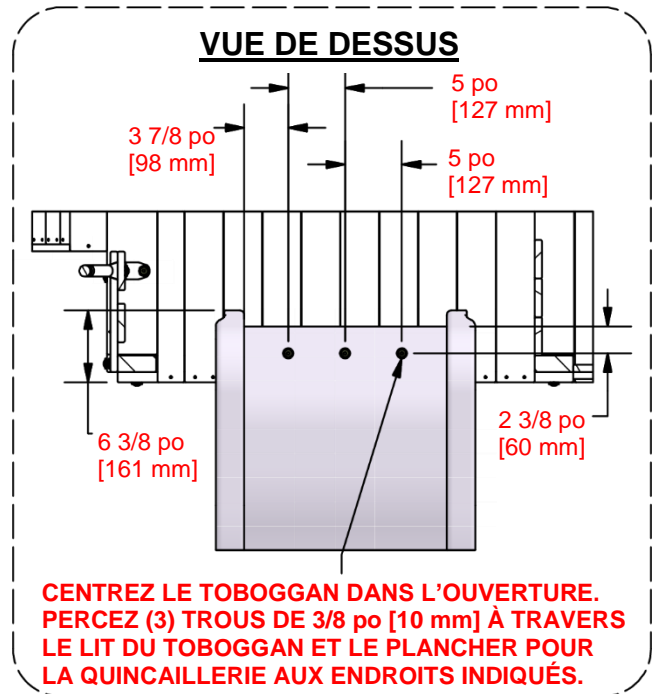 VUE DE DESSUS
5 po
[127 mm]
3 7/8 po
[98 mm]
5 po
[127 mm]
6 3/8 po
[161 mm]
2 3/8 po
[60 mm]
CENTREZ LE TOBOGGAN DANS L’OUVERTURE.
PERCEZ (3) TROUS DE 3/8 po [10 mm] À TRAVERS
LE LIT DU TOBOGGAN ET LE PLANCHER POUR
LA QUINCAILLERIE AUX ENDROITS INDIQUÉS.